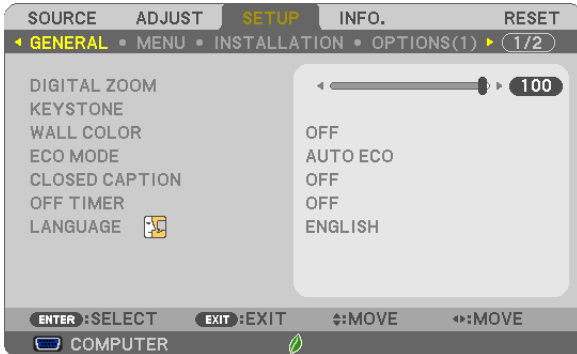 SOURCE ADJUST SETUP INFO. RESET
GENERAL • MENU • INSTALLATION • OPTIONS(1) 1/2
DIGITAL ZOOM 100
KEYSTONE
WALL COLOR OFF
ECO MODE AUTO ECO
CLOSED CAPTION OFF
OFF TIMER OFF
LANGUAGE ENGLISH
ENTER :SELECT EXIT :EXIT :MOVE :MOVE
COMPUTER